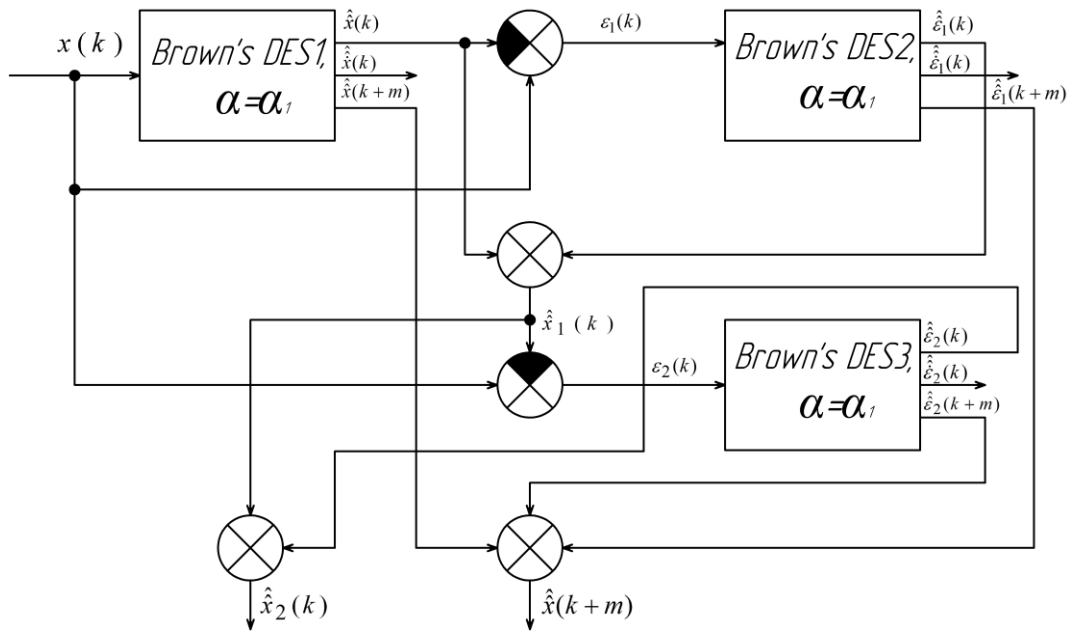 x(k)
Brown's DES1,
α=α₁
x̂̂(k)
x̂̂̇(k)
x̂̂(k+m)
ε₁(k)
Brown's DES2,
α=α₁
ε̂̂₁(k)
ε̂̂̇₁(k)
ε̂̂₁(k+m)
x̂̂₁(k)
ε₂(k)
Brown's DES3,
α=α₁
ε̂̂₂(k)
ε̂̂̇₂(k)
ε̂̂₂(k+m)
x̂̂₂(k)
x̂̂(k+m)